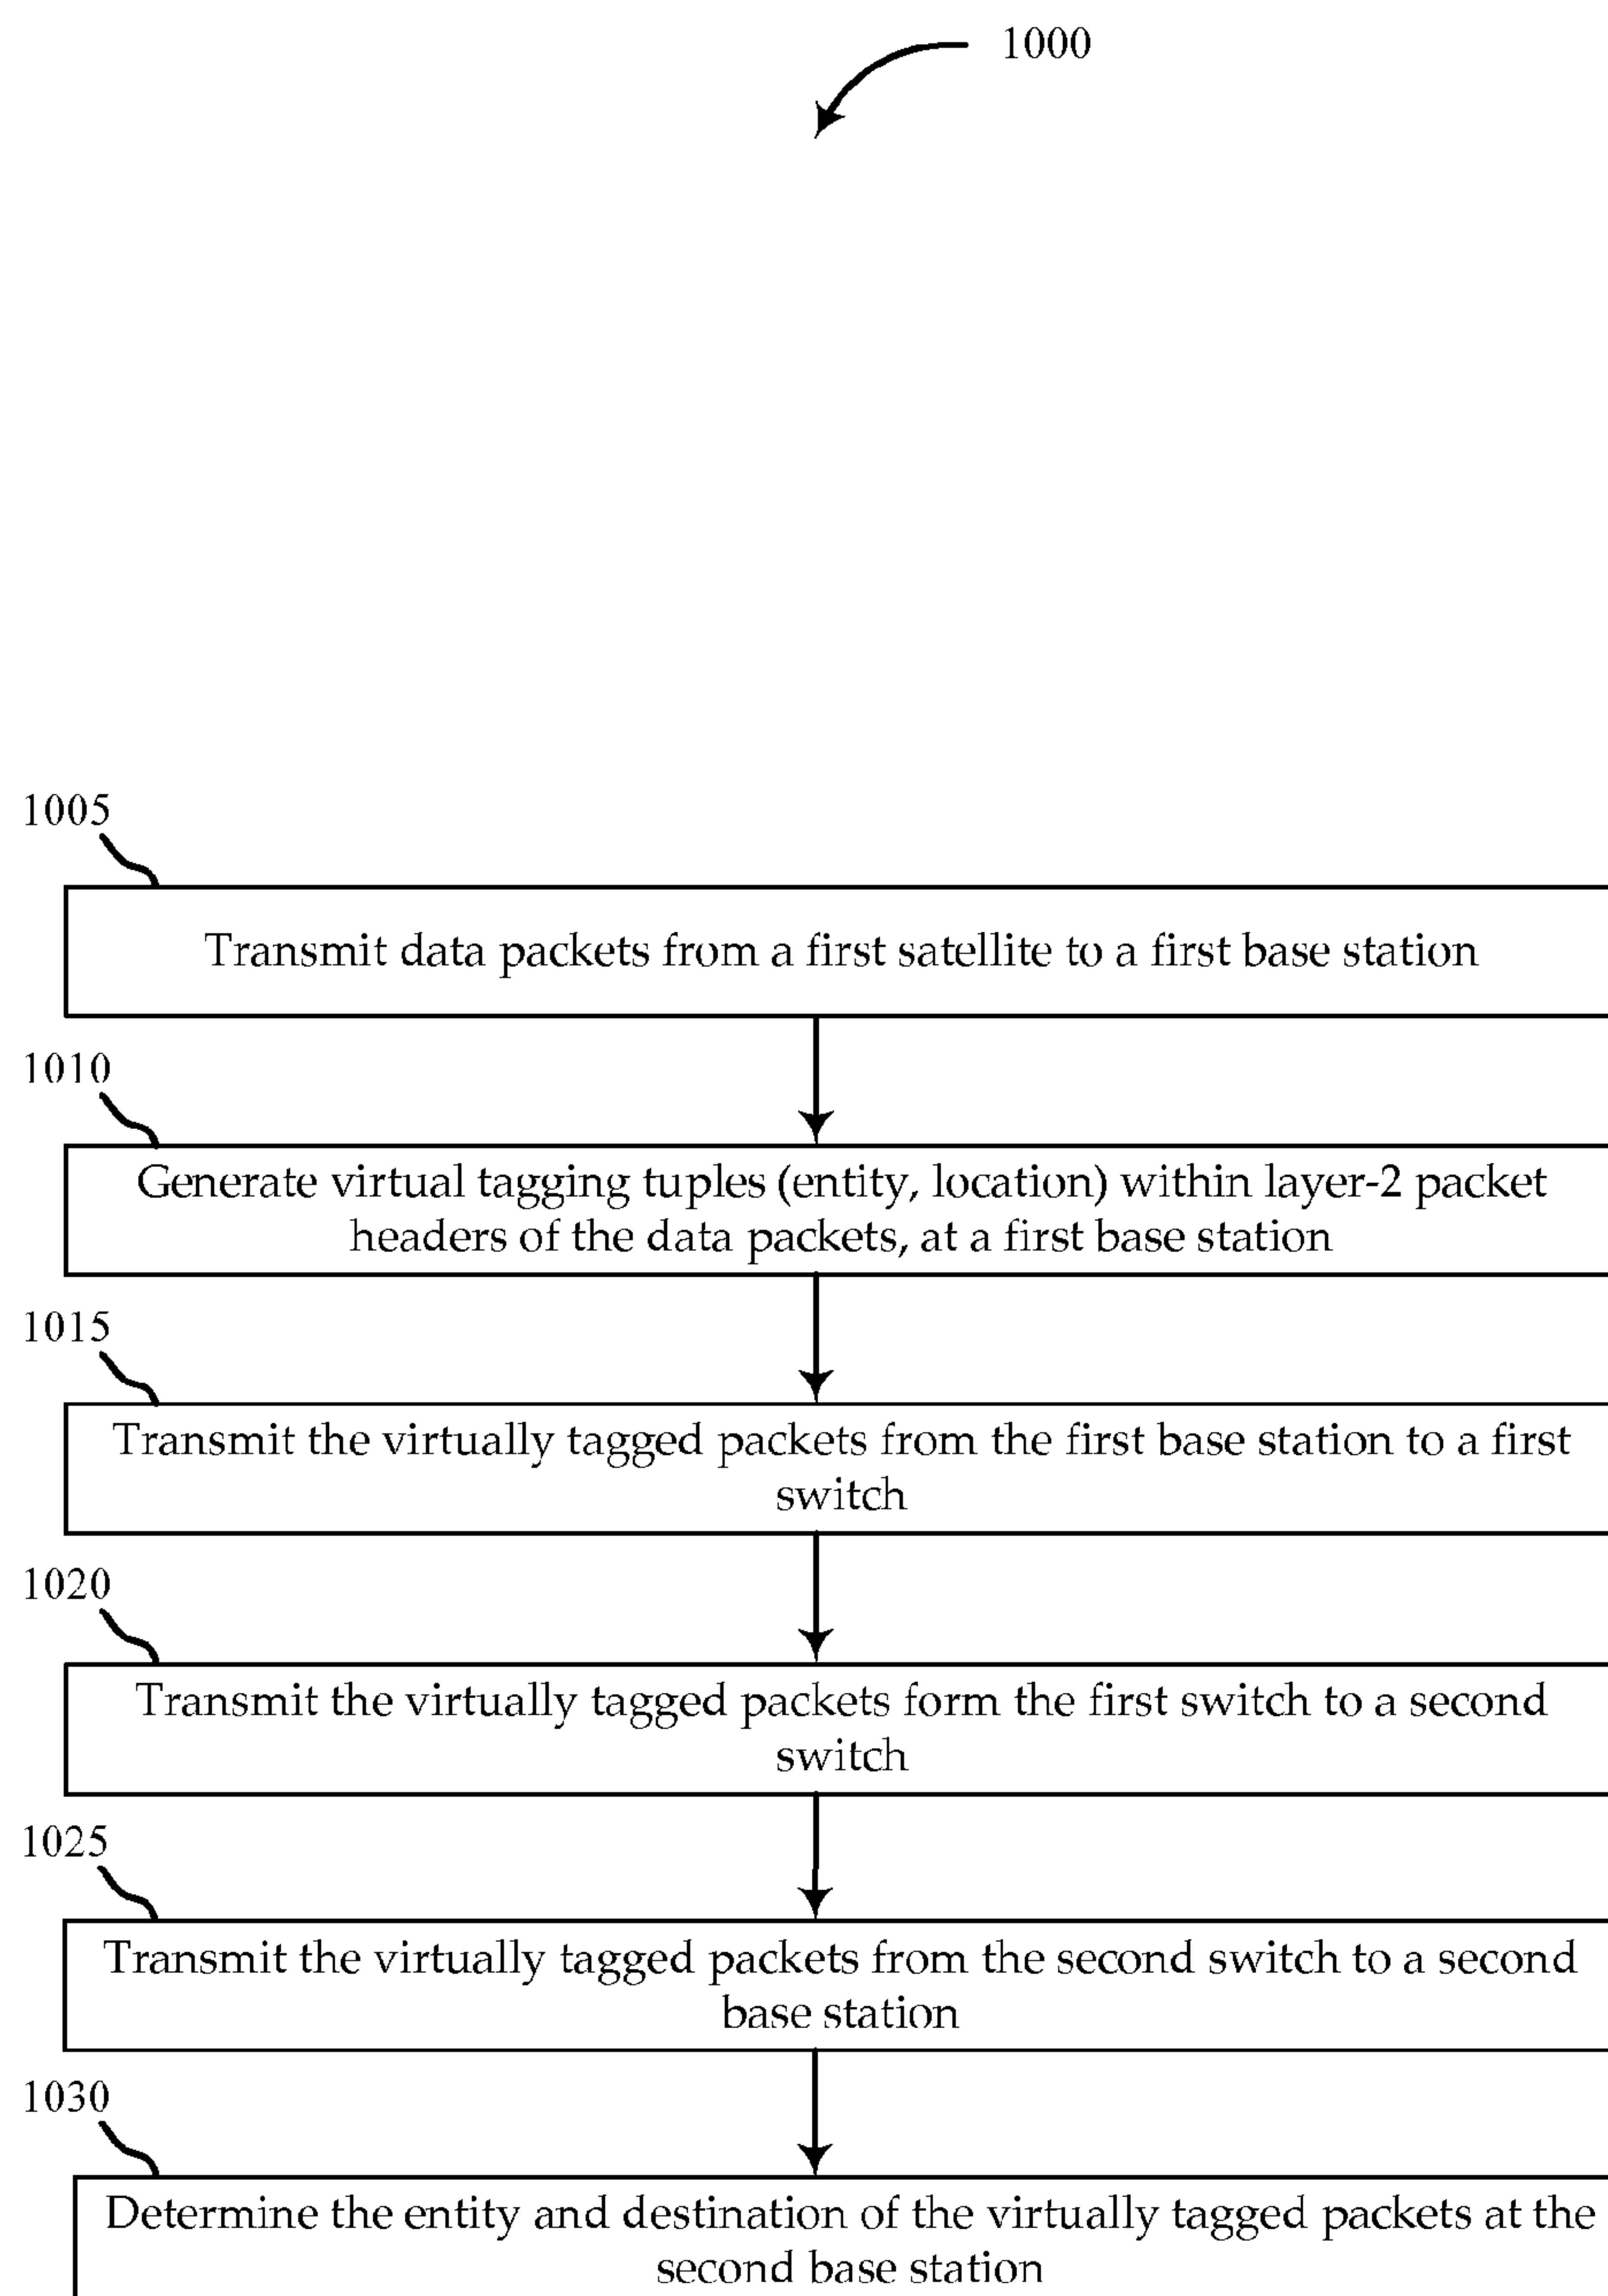 1000
1005
Transmit data packets from a first satellite to a first base station
1010
Generate virtual tagging tuples (entity, location) within layer-2 packet
headers of the data packets, at a first base station
1015
Transmit the virtually tagged packets from the first base station to a first
switch
1020
Transmit the virtually tagged packets form the first switch to a second
switch
1025
Transmit the virtually tagged packets from the second switch to a second
base station
1030
Determine the entity and destination of the virtually tagged packets at the
second base station